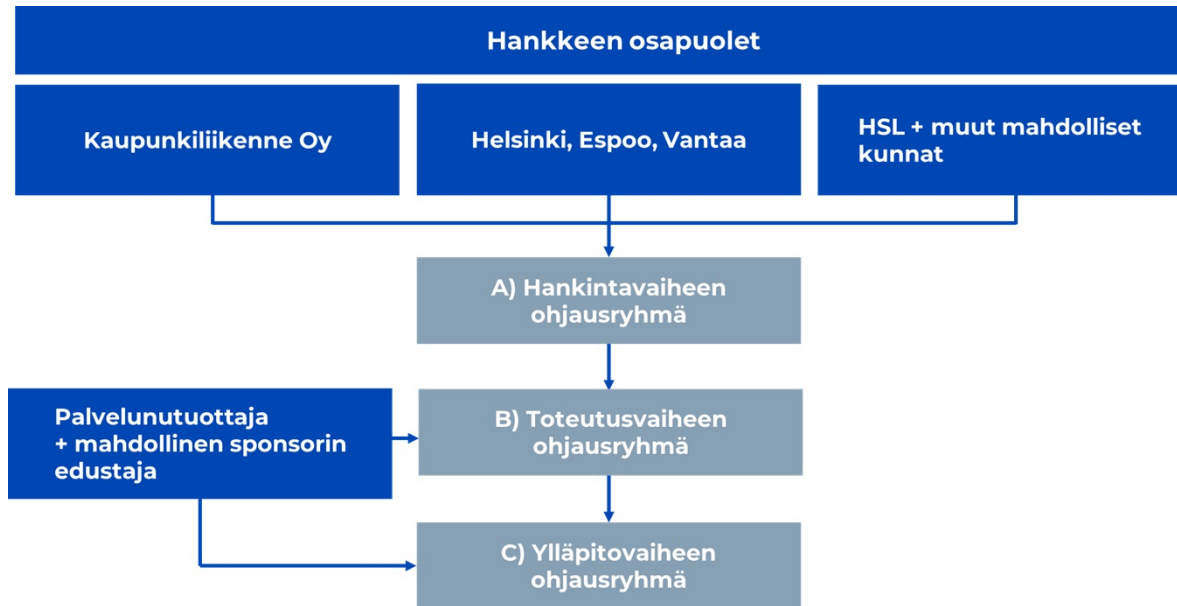 Hankkeen osapuolet
Kaupunkiliikenne Oy
Helsinki, Espoo, Vantaa
HSL + muut mahdolliset
kunnat
A) Hankintavaiheen
ohjausryhmä
Palvelunutuottaja
+ mahdollinen sponsorin
edustaja
B) Toteutusvaiheen
ohjausryhmä
C) Ylläpitovaiheen
ohjausryhmä